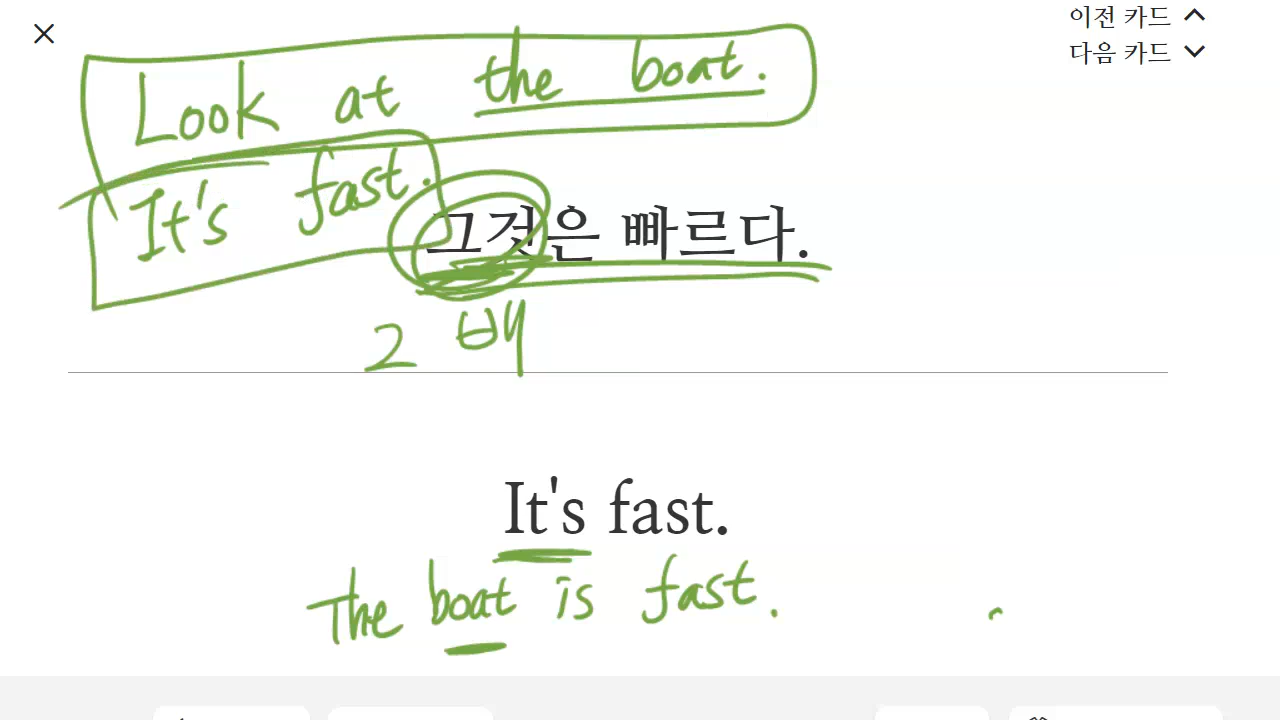 이전 카드
다음 카드
Look at the boat.
It's fast.
그것은 빠르다.
그 배
It's fast.
The boat is fast.